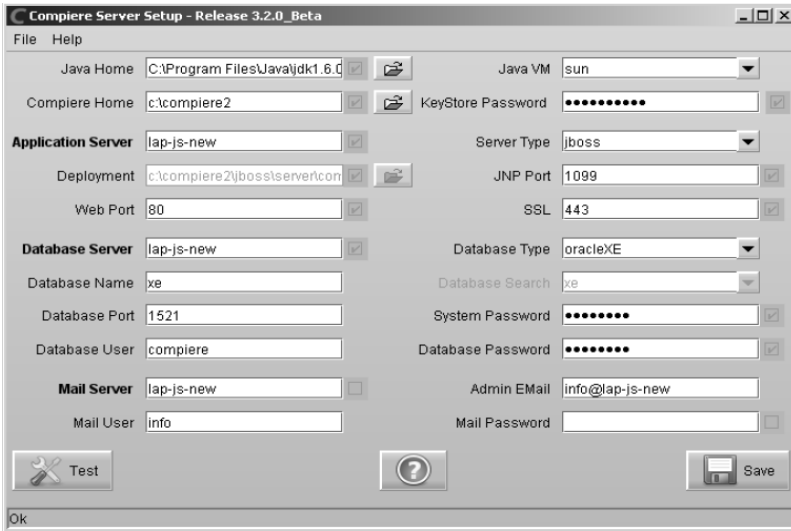 Compiere Server Setup - Release 3.2.0_Beta
File Help
Java Home C:\Program Files\Java\jdk1.6.0 Java VM sun
Compiere Home c:\compiere2 KeyStore Password ••••••••••
Application Server lap-js-new Server Type jboss
Deployment c:\compiere2\jboss\server\com JNP Port 1099
Web Port 80 SSL 443
Database Server lap-js-new Database Type oracleXE
Database Name xe Database Search xe
Database Port 1521 System Password ••••••••
Database User compiere Database Password ••••••••
Mail Server lap-js-new Admin EMail info@lap-js-new
Mail User info Mail Password
Test ? Save
Ok